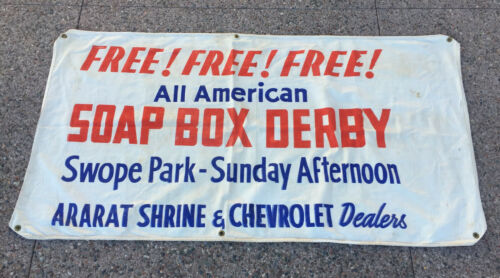 FREE! FREE! FREE!
All American
SOAP BOX DERBY
Swope Park - Sunday Afternoon
ARARAT SHRINE & CHEVROLET Dealers